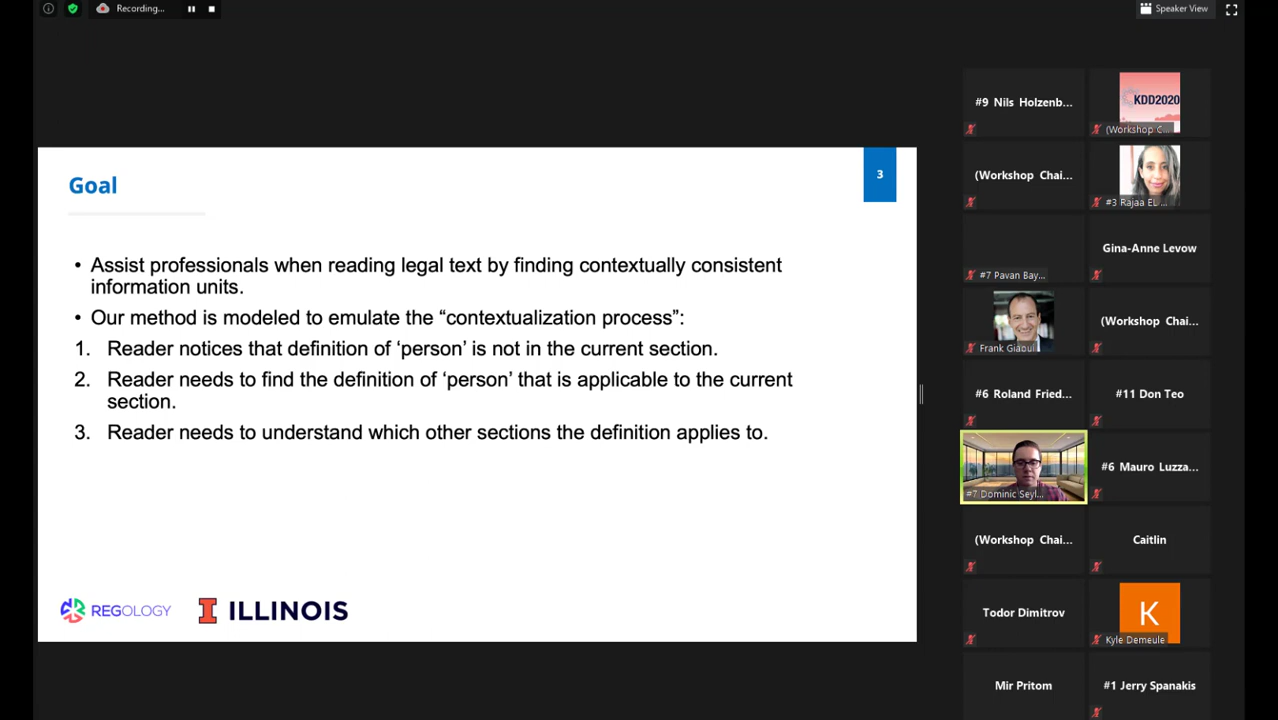 Recording...
Speaker View
Goal
3
• Assist professionals when reading legal text by finding contextually consistent
information units.
• Our method is modeled to emulate the “contextualization process”:
1. Reader notices that definition of ‘person’ is not in the current section.
2. Reader needs to find the definition of ‘person’ that is applicable to the current
section.
3. Reader needs to understand which other sections the definition applies to.
REGOLOGY
I ILLINOIS
#9 Nils Holzenb...
KDD2020
(Workshop C...
(Workshop Chai...
#3 Rajaa EL ...
#7 Pavan Bay...
Gina-Anne Levow
Frank Giaoui
(Workshop Chai...
#6 Roland Fried...
#11 Don Teo
#7 Dominic Seyl...
#6 Mauro Luzza...
(Workshop Chai...
Caitlin
Todor Dimitrov
K
Kyle Demeule
Mir Pritom
#1 Jerry Spanakis